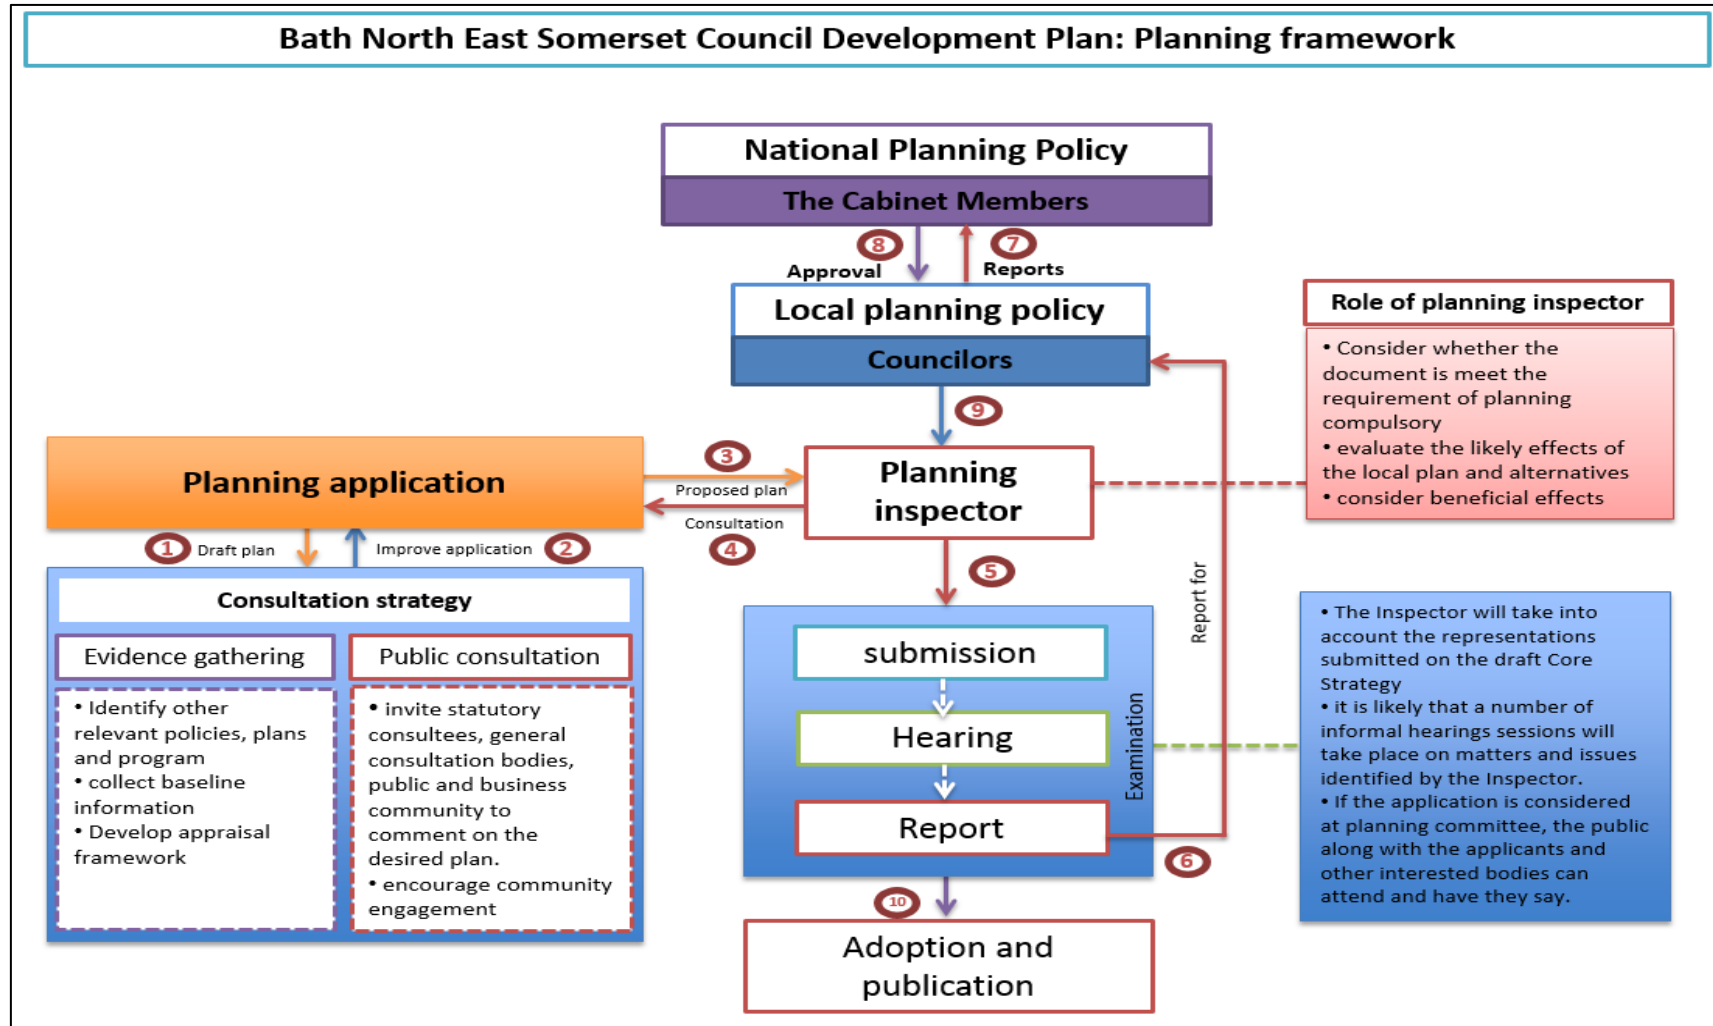 Bath North East Somerset Council Development Plan: Planning framework
National Planning Policy
The Cabinet Members
8
7
Approval
Reports
Local planning policy
Councilors
9
Role of planning inspector
• Consider whether the
document is meet the
requirement of planning
compulsory
• evaluate the likely effects of
the local plan and alternatives
• consider beneficial effects
Planning application
3
Proposed plan
Consultation
4
Planning
inspector
1
Draft plan
Improve application
2
5
Consultation strategy
Evidence gathering
• Identify other
relevant policies, plans
and program
• collect baseline
information
• Develop appraisal
framework
Public consultation
• invite statutory
consultees, general
consultation bodies,
public and business
community to
comment on the
desired plan.
• encourage community
engagement
submission
Hearing
Report
Examination
Report for
6
• The Inspector will take into
account the representations
submitted on the draft Core
Strategy
• it is likely that a number of
informal hearings sessions will
take place on matters and issues
identified by the Inspector.
• If the application is considered
at planning committee, the public
along with the applicants and
other interested bodies can
attend and have they say.
10
Adoption and
publication